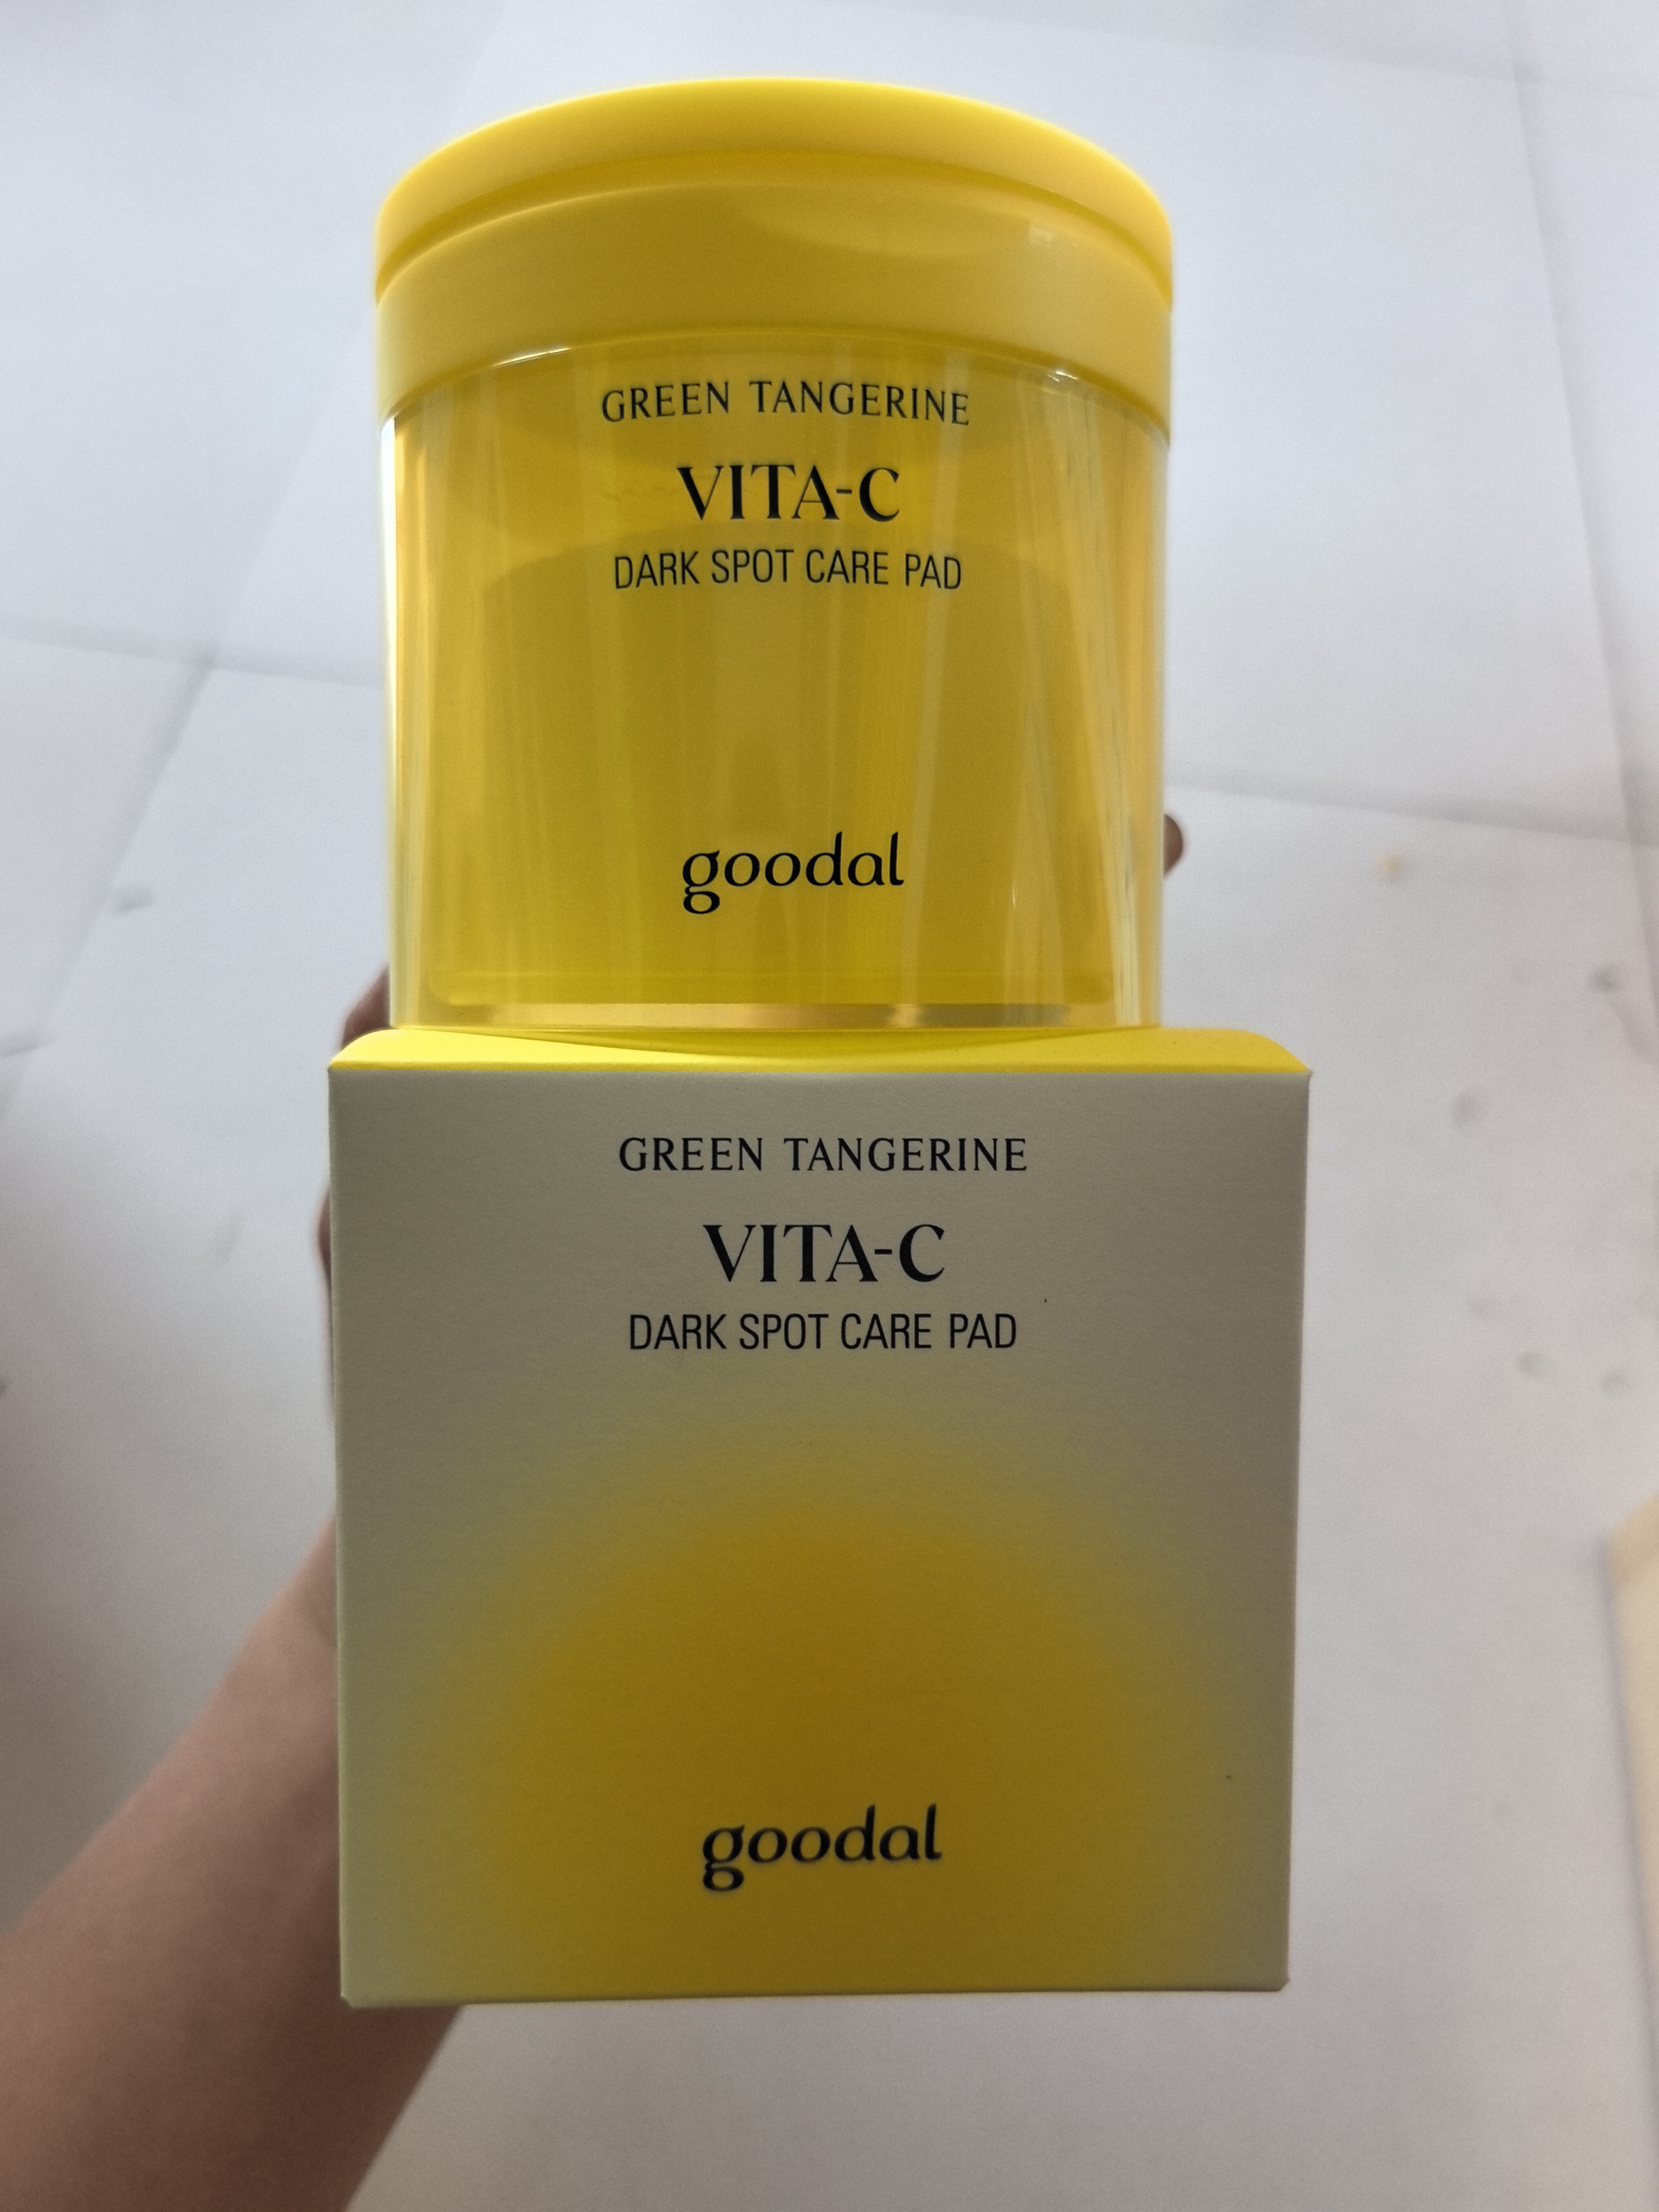 GREEN TANGERINE
VITA-C
DARK SPOT CARE PAD
goodal
GREEN TANGERINE
VITA-C
DARK SPOT CARE PAD
goodal